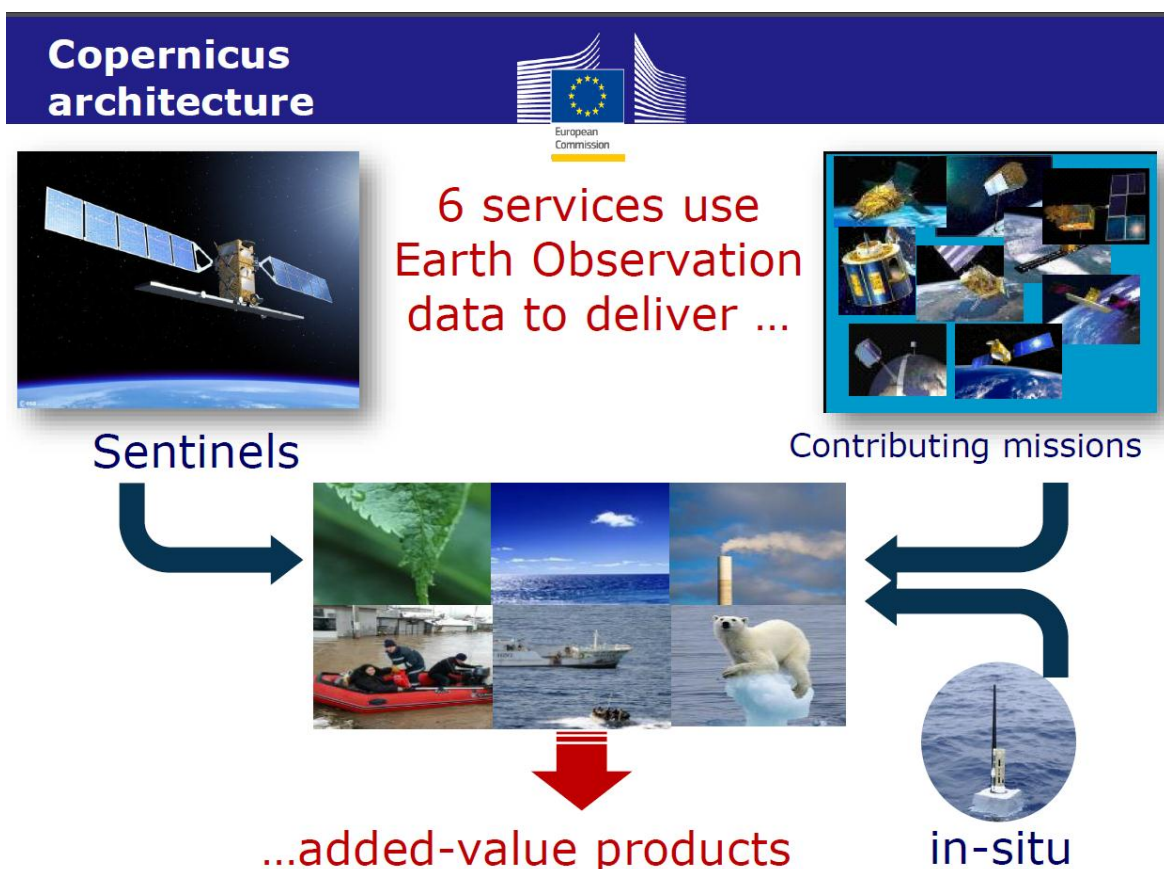 Copernicus
architecture
European
Commission
6 services use
Earth Observation
data to deliver ...
Sentinels
Contributing missions
...added-value products
in-situ